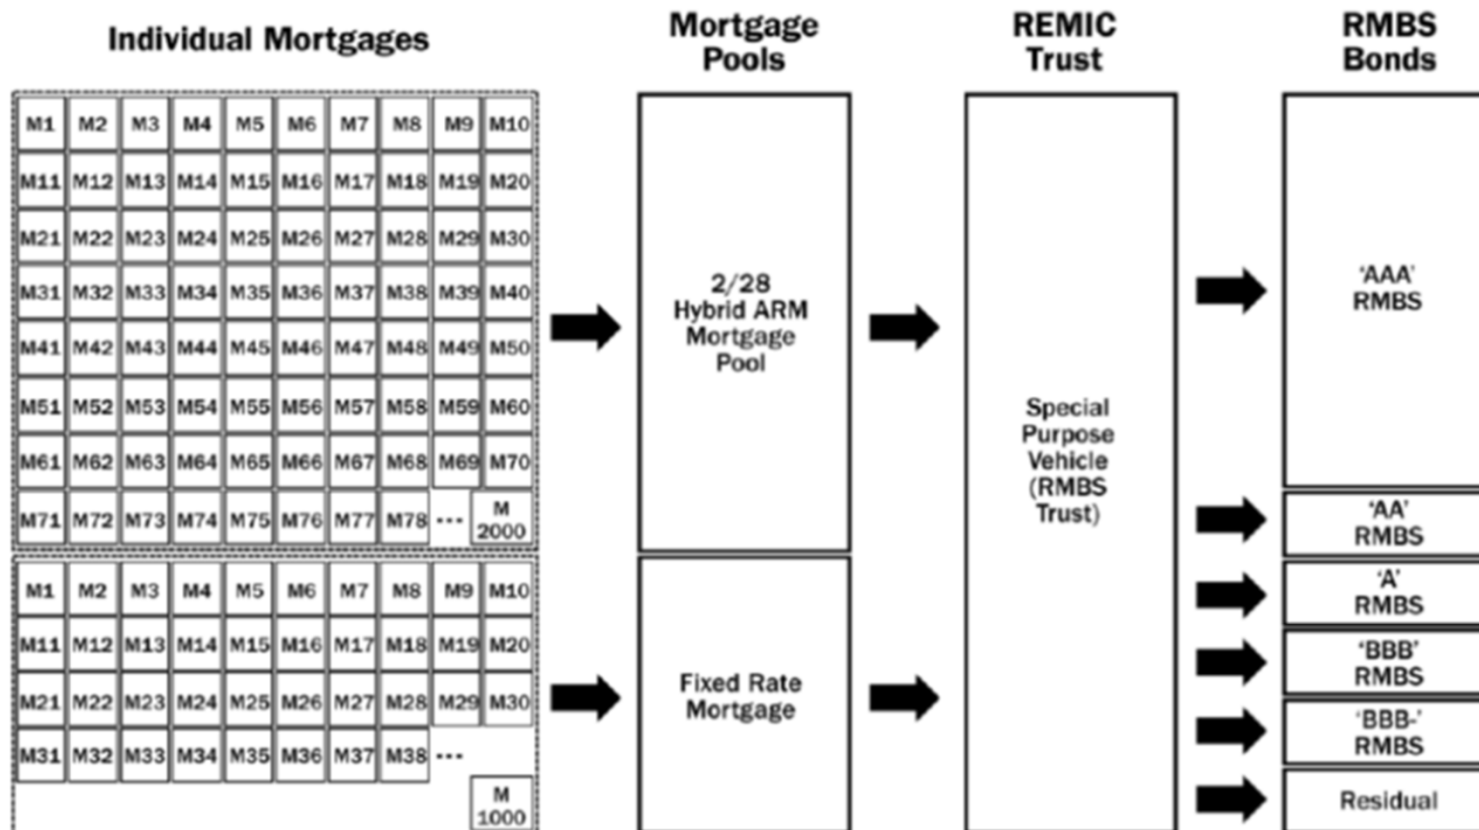 Individual Mortgages
Mortgage
Pools
REMIC
Trust
RMBS
Bonds
M1 M2 M3 M4 M5 M6 M7 M8 M9 M10
M11 M12 M13 M14 M15 M16 M17 M18 M19 M20
M21 M22 M23 M24 M25 M26 M27 M28 M29 M30
M31 M32 M33 M34 M35 M36 M37 M38 M39 M40
M41 M42 M43 M44 M45 M46 M47 M48 M49 M50
M51 M52 M53 M54 M55 M56 M57 M58 M59 M60
M61 M62 M63 M64 M65 M66 M67 M68 M69 M70
M71 M72 M73 M74 M75 M76 M77 M78 --- M
2000
M1 M2 M3 M4 M5 M6 M7 M8 M9 M10
M11 M12 M13 M14 M15 M16 M17 M18 M19 M20
M21 M22 M23 M24 M25 M26 M27 M28 M29 M30
M31 M32 M33 M34 M35 M36 M37 M38 ---
M
1000
2/28
Hybrid ARM
Mortgage
Pool
Fixed Rate
Mortgage
Special
Purpose
Vehicle
(RMBS
Trust)
‘AAA’
RMBS
‘AA’
RMBS
‘A’
RMBS
‘BBB’
RMBS
‘BBB-’
RMBS
Residual